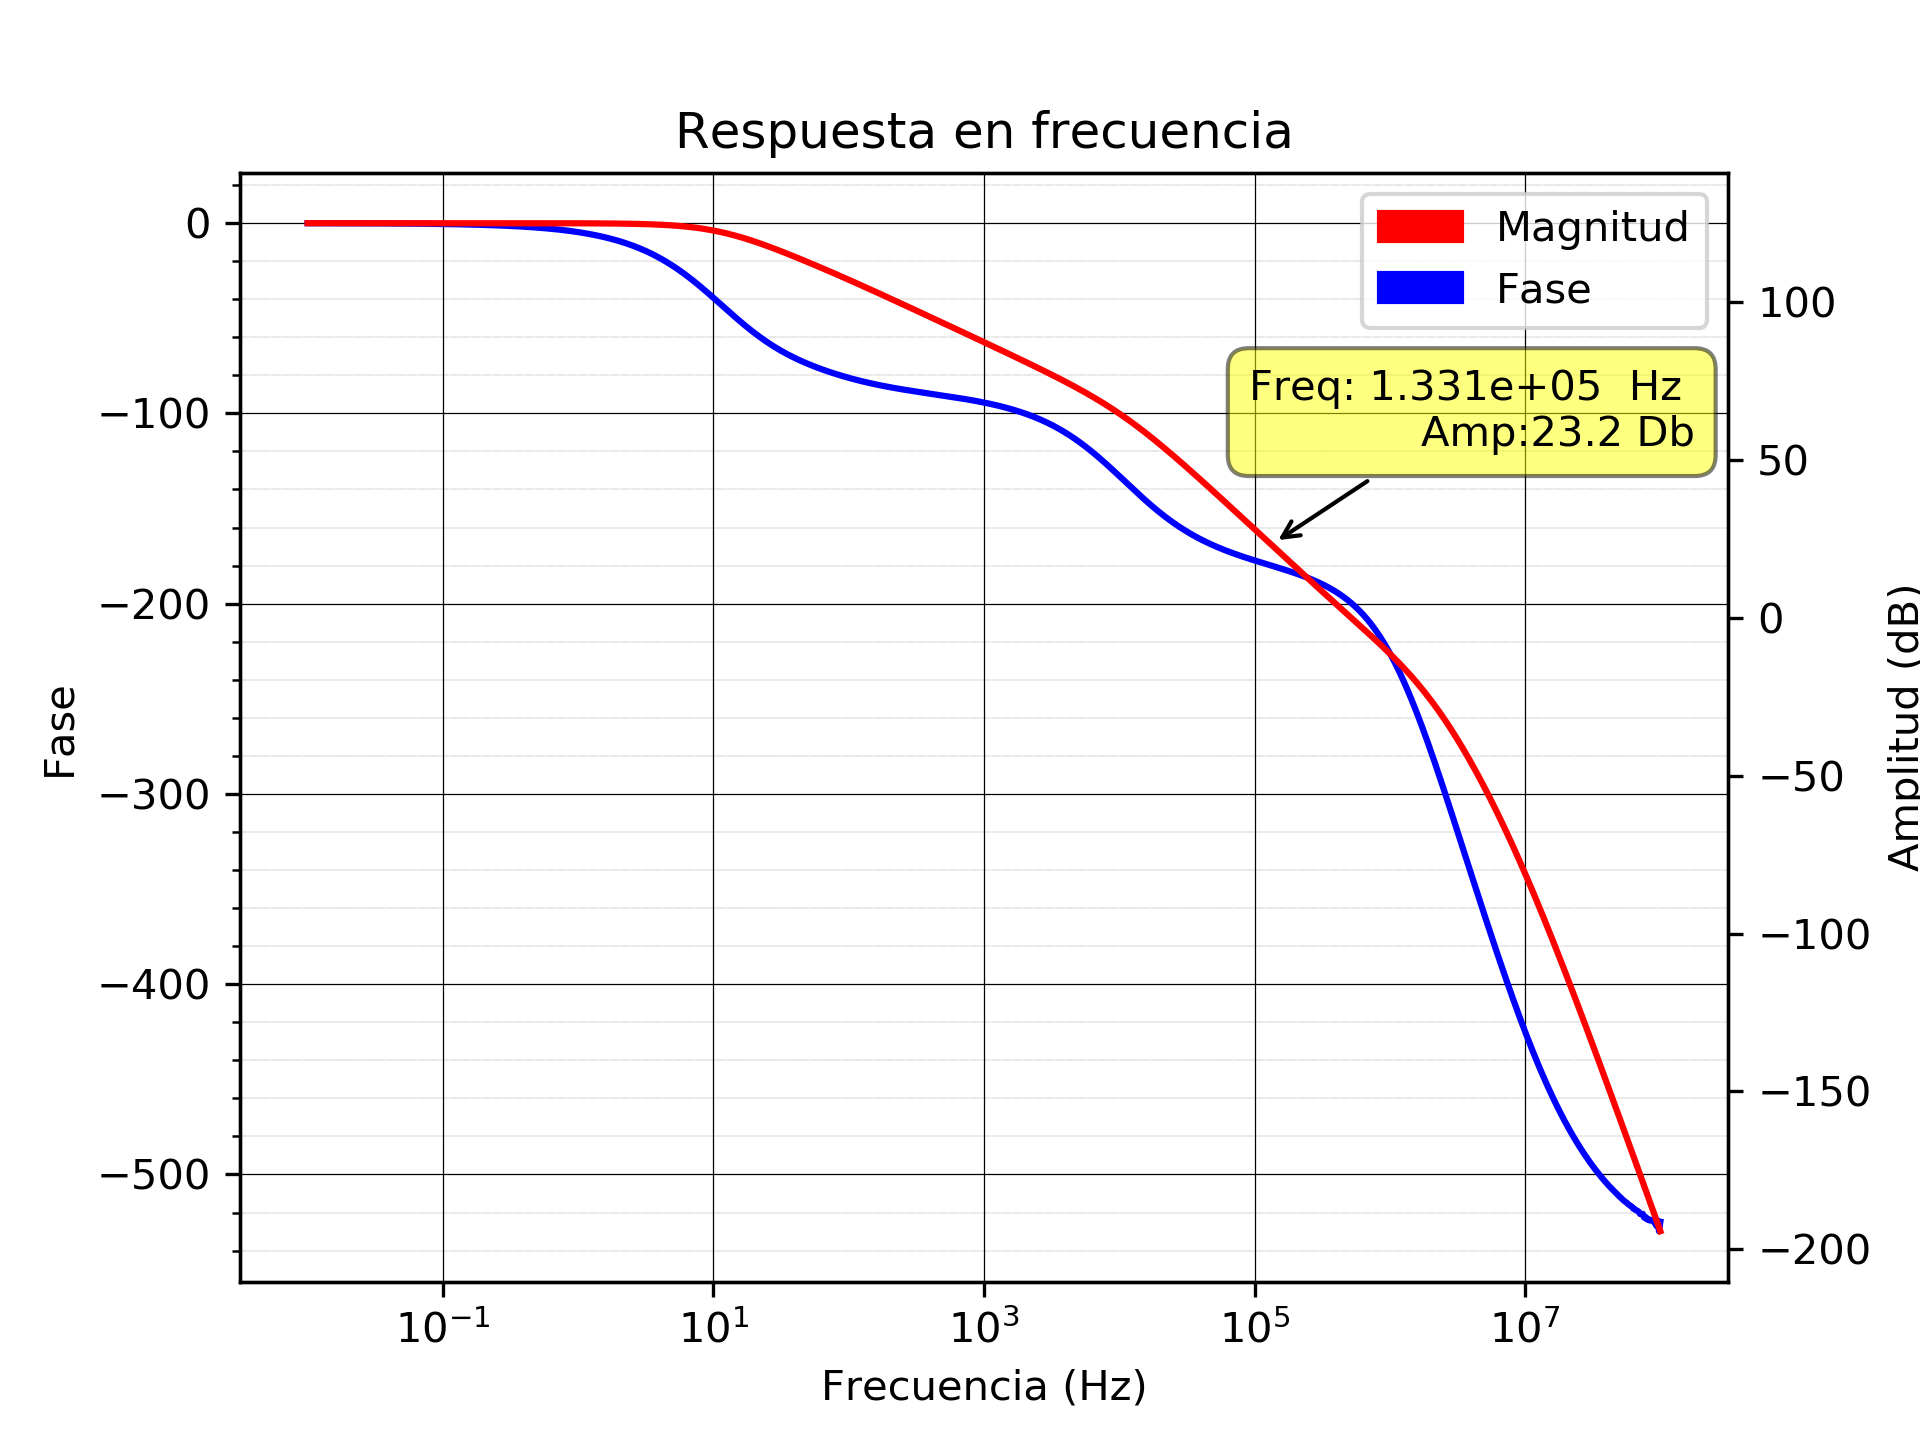 Respuesta en frecuencia
Magnitud
Fase
Freq: 1.331e+05 Hz
Amp:23.2 Db
Fase
0
−100
−200
−300
−400
−500
100
50
0
−50
−100
−150
−200
Amplitud (dB)
10⁻¹ 10¹ 10³ 10⁵ 10⁷
Frecuencia (Hz)